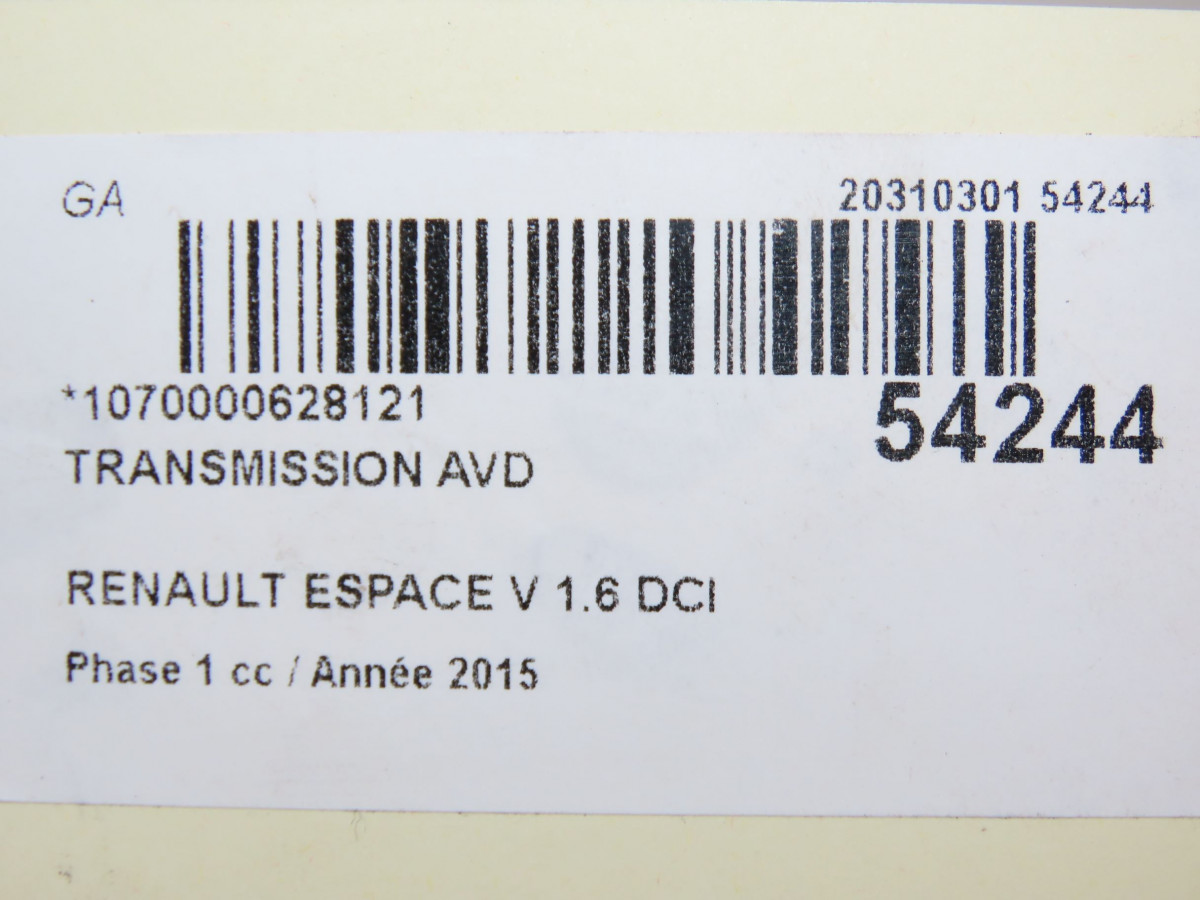 GA
20310301 54244
*1070000628121
54244
TRANSMISSION AVD
RENAULT ESPACE V 1.6 DCI
Phase 1 cc / Année 2015